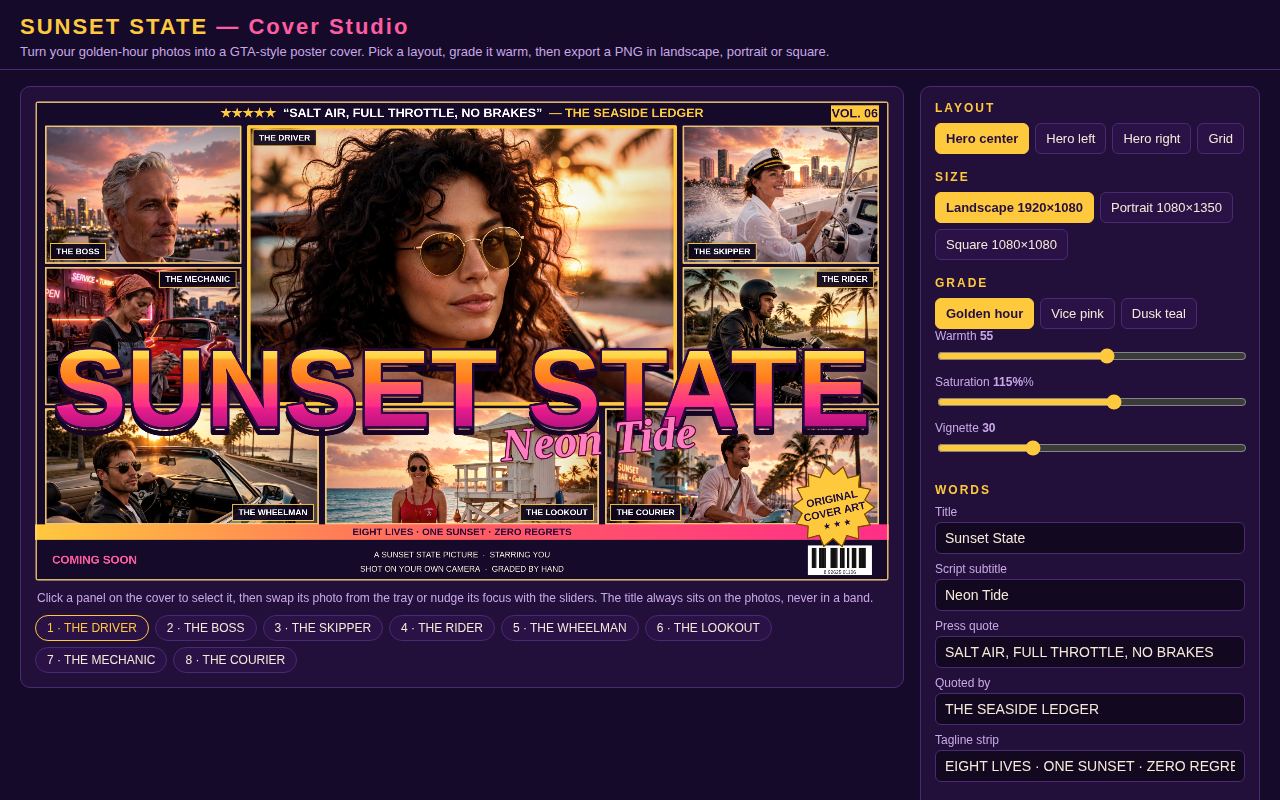 SUNSET STATE — Cover Studio
Turn your golden-hour photos into a GTA-style poster cover. Pick a layout, grade it warm, then export a PNG in landscape, portrait or square.
★★★★★ “SALT AIR, FULL THROTTLE, NO BRAKES” — THE SEASIDE LEDGER
VOL. 06
THE DRIVER
THE BOSS
THE SKIPPER
THE MECHANIC
THE RIDER
SUNSET STATE
Neon Tide
THE WHEELMAN
THE LOOKOUT
SUNSET
THE COURIER
ORIGINAL
COVER ART
★ ★ ★
EIGHT LIVES · ONE SUNSET · ZERO REGRETS
COMING SOON
A SUNSET STATE PICTURE · STARRING YOU
SHOT ON YOUR OWN CAMERA · GRADED BY HAND
Click a panel on the cover to select it, then swap its photo from the tray or nudge its focus with the sliders. The title always sits on the photos, never in a band.
1 · THE DRIVER
2 · THE BOSS
3 · THE SKIPPER
4 · THE RIDER
5 · THE WHEELMAN
6 · THE LOOKOUT
7 · THE MECHANIC
8 · THE COURIER
LAYOUT
Hero center
Hero left
Hero right
Grid
SIZE
Landscape 1920×1080
Portrait 1080×1350
Square 1080×1080
GRADE
Golden hour
Vice pink
Dusk teal
Warmth 55
Saturation 115%%
Vignette 30
WORDS
Title
Sunset State
Script subtitle
Neon Tide
Press quote
SALT AIR, FULL THROTTLE, NO BRAKES
Quoted by
THE SEASIDE LEDGER
Tagline strip
EIGHT LIVES · ONE SUNSET · ZERO REGRE